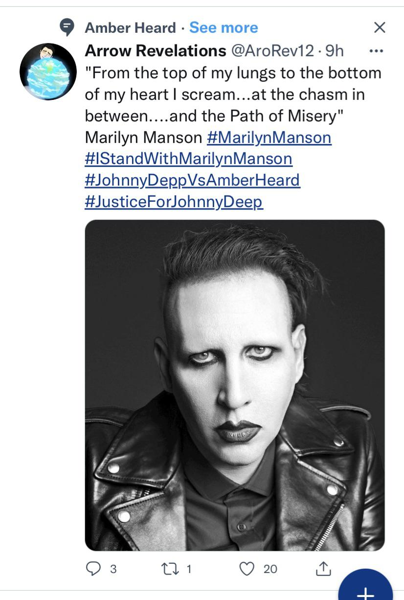 Amber Heard · See more
Arrow Revelations @AroRev12 · 9h
"From the top of my lungs to the bottom
of my heart I scream...at the chasm in
between....and the Path of Misery"
Marilyn Manson #MarilynManson
#IStandWithMarilynManson
#JohnnyDeppVsAmberHeard
#JusticeForJohnnyDeep
3 1 20